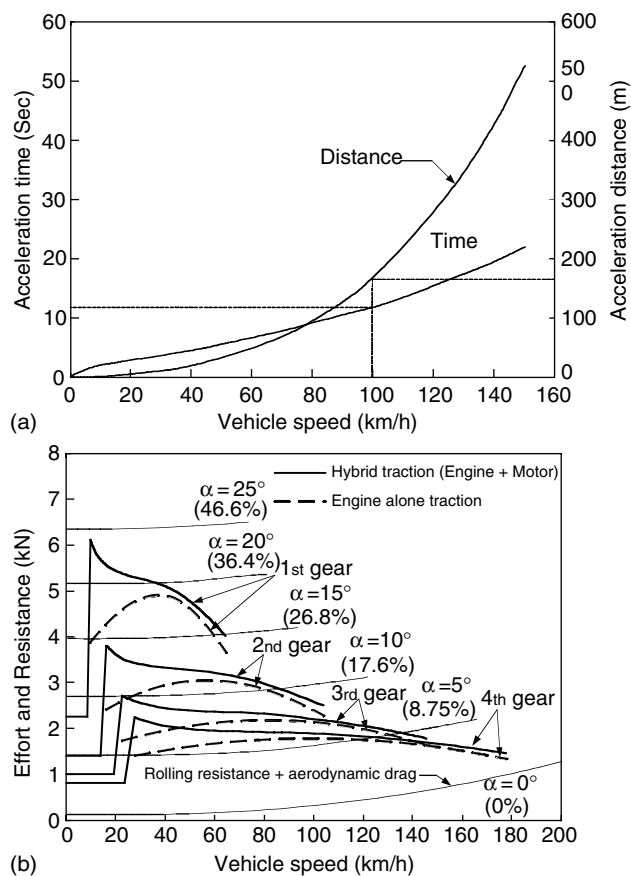 60
50
40
30
20
10
0
Acceleration time (Sec)
600
50
0
400
300
200
100
0
Acceleration distance (m)
Distance
Time
0 20 40 60 80 100 120 140 160
Vehicle speed (km/h)
(a)
8
7
6
5
4
3
2
1
0
Effort and Resistance (kN)
Hybrid traction (Engine + Motor)
Engine alone traction
α = 25°
(46.6%)
α = 20°
(36.4%)
1st gear
α = 15°
(26.8%)
2nd gear
α = 10°
(17.6%)
3rd gear
α = 5°
(8.75%)
4th gear
Rolling resistance + aerodynamic drag
α = 0°
(0%)
0 20 40 60 80 100 120 140 160 180 200
Vehicle speed (km/h)
(b)